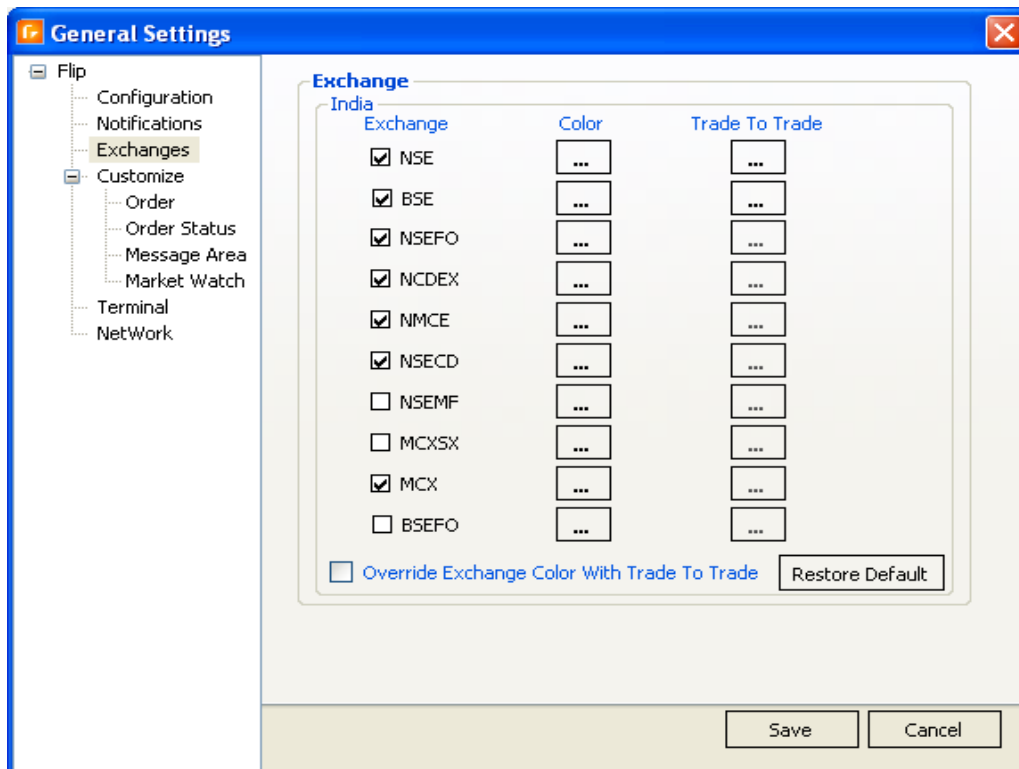 General Settings
Flip
Configuration
Notifications
Exchanges
Customize
Order
Order Status
Message Area
Market Watch
Terminal
NetWork
Exchange
India
Exchange Color Trade To Trade
NSE ... ...
BSE ... ...
NSEFO ... ...
NCDEX ... ...
NMCE ... ...
NSECD ... ...
NSEMF ... ...
MCXSX ... ...
MCX ... ...
BSEFO ... ...
Override Exchange Color With Trade To Trade Restore Default
Save Cancel